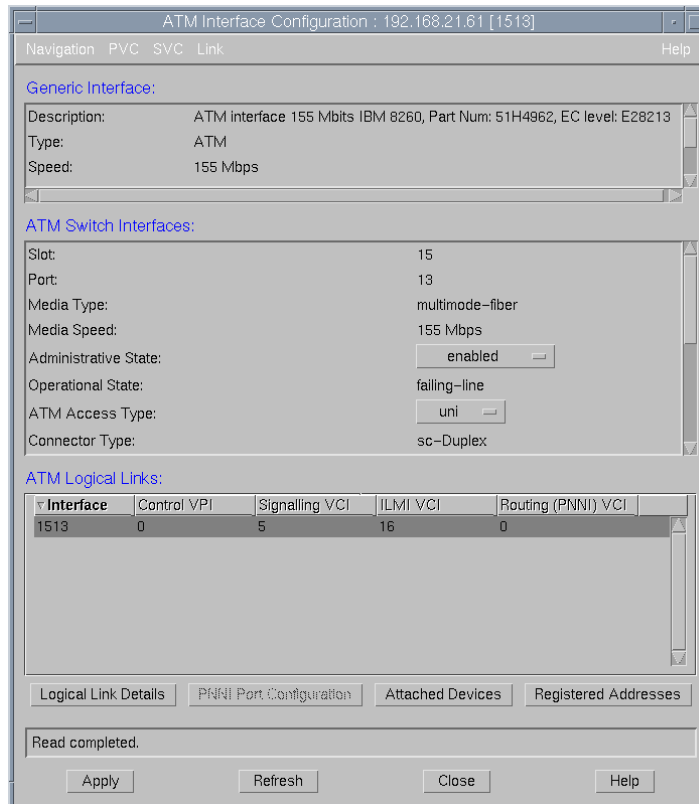 ATM Interface Configuration : 192.168.21.61 [1513]
Navigation PVC SVC Link Help
Generic Interface:
Description: ATM interface 155 Mbits IBM 8260, Part Num: 51H4962, EC level: E28213
Type: ATM
Speed: 155 Mbps
ATM Switch Interfaces:
Slot: 15
Port: 13
Media Type: multimode-fiber
Media Speed: 155 Mbps
Administrative State: enabled
Operational State: failing-line
ATM Access Type: uni
Connector Type: sc-Duplex
ATM Logical Links:
Interface Control VPI Signalling VCI ILMI VCI Routing (PNNI) VCI
1513 0 5 16 0
Logical Link Details PNNI Port Configuration Attached Devices Registered Addresses
Read completed.
Apply Refresh Close Help